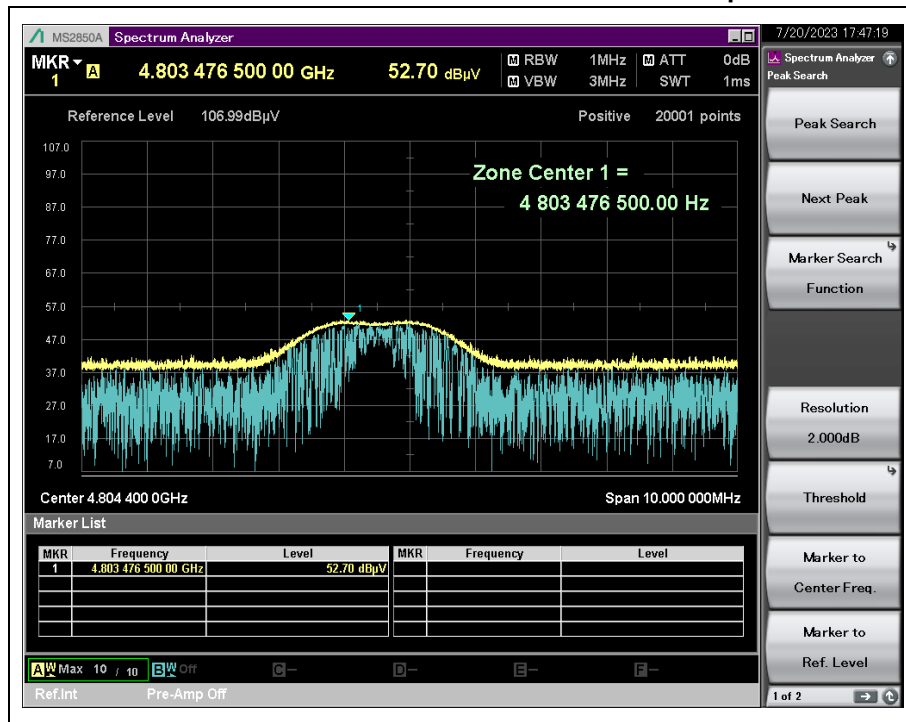 MS2850A Spectrum Analyzer
7/20/2023 17:47:19
MKR 1 A 4.803 476 500 00 GHz 52.70 dBµV
M RBW 1MHz M ATT 0dB
M VBW 3MHz SWT 1ms
Spectrum Analyzer
Peak Search
Reference Level 106.99dBµV Positive 20001 points
107.0
97.0
87.0
77.0
67.0
57.0
47.0
37.0
27.0
17.0
7.0
Zone Center 1 =
4 803 476 500.00 Hz
1
Center 4.804 400 0GHz Span 10.000 000MHz
Marker List
MKR Frequency Level MKR Frequency Level
1 4.803 476 500 00 GHz 52.70 dBµV
A W Max 10 / 10 B W Off C – D – E – F –
Ref.Int Pre-Amp Off
Peak Search
Next Peak
Marker Search
Function
Resolution
2.000dB
Threshold
Marker to
Center Freq.
Marker to
Ref. Level
1 of 2